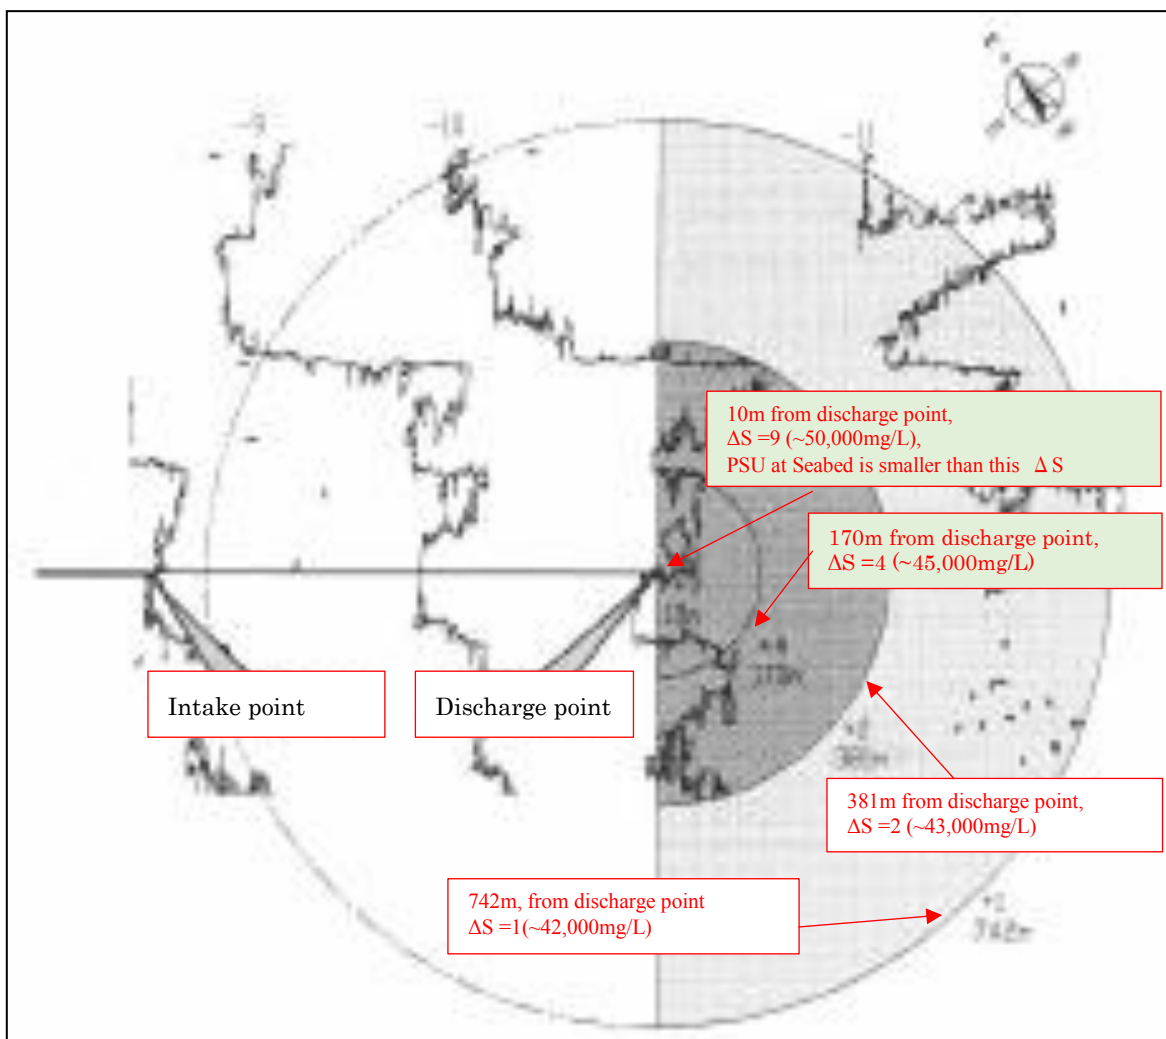 10m from discharge point,
ΔS =9 (~50,000mg/L),
PSU at Seabed is smaller than this Δ S
170m from discharge point,
ΔS =4 (~45,000mg/L)
Intake point
Discharge point
381m from discharge point,
ΔS =2 (~43,000mg/L)
742m, from discharge point
ΔS =1(~42,000mg/L)
742m